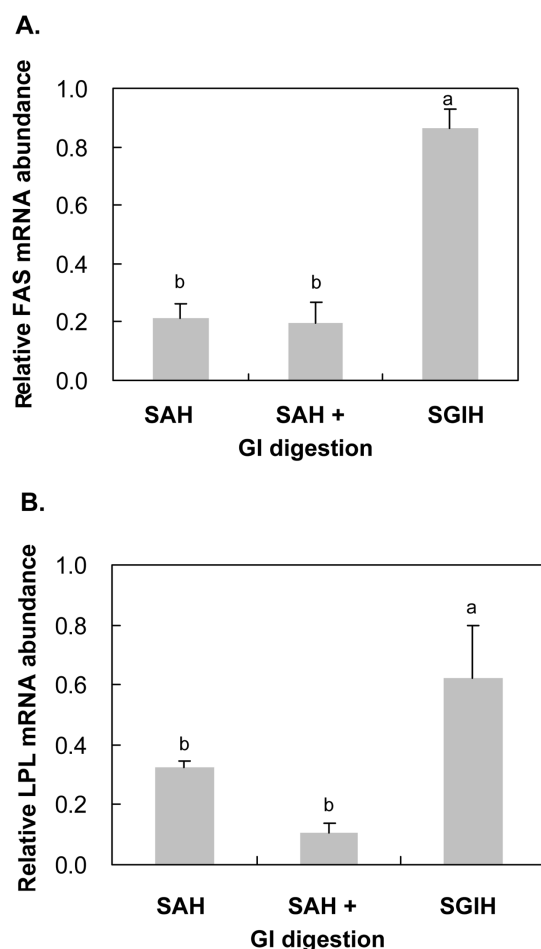 A.
Relative FAS mRNA abundance
1.0
0.8
0.6
0.4
0.2
0.0
b
b
a
SAH
SAH +
SGIH
GI digestion
B.
Relative LPL mRNA abundance
1.0
0.8
0.6
0.4
0.2
0.0
b
b
a
SAH
SAH +
SGIH
GI digestion